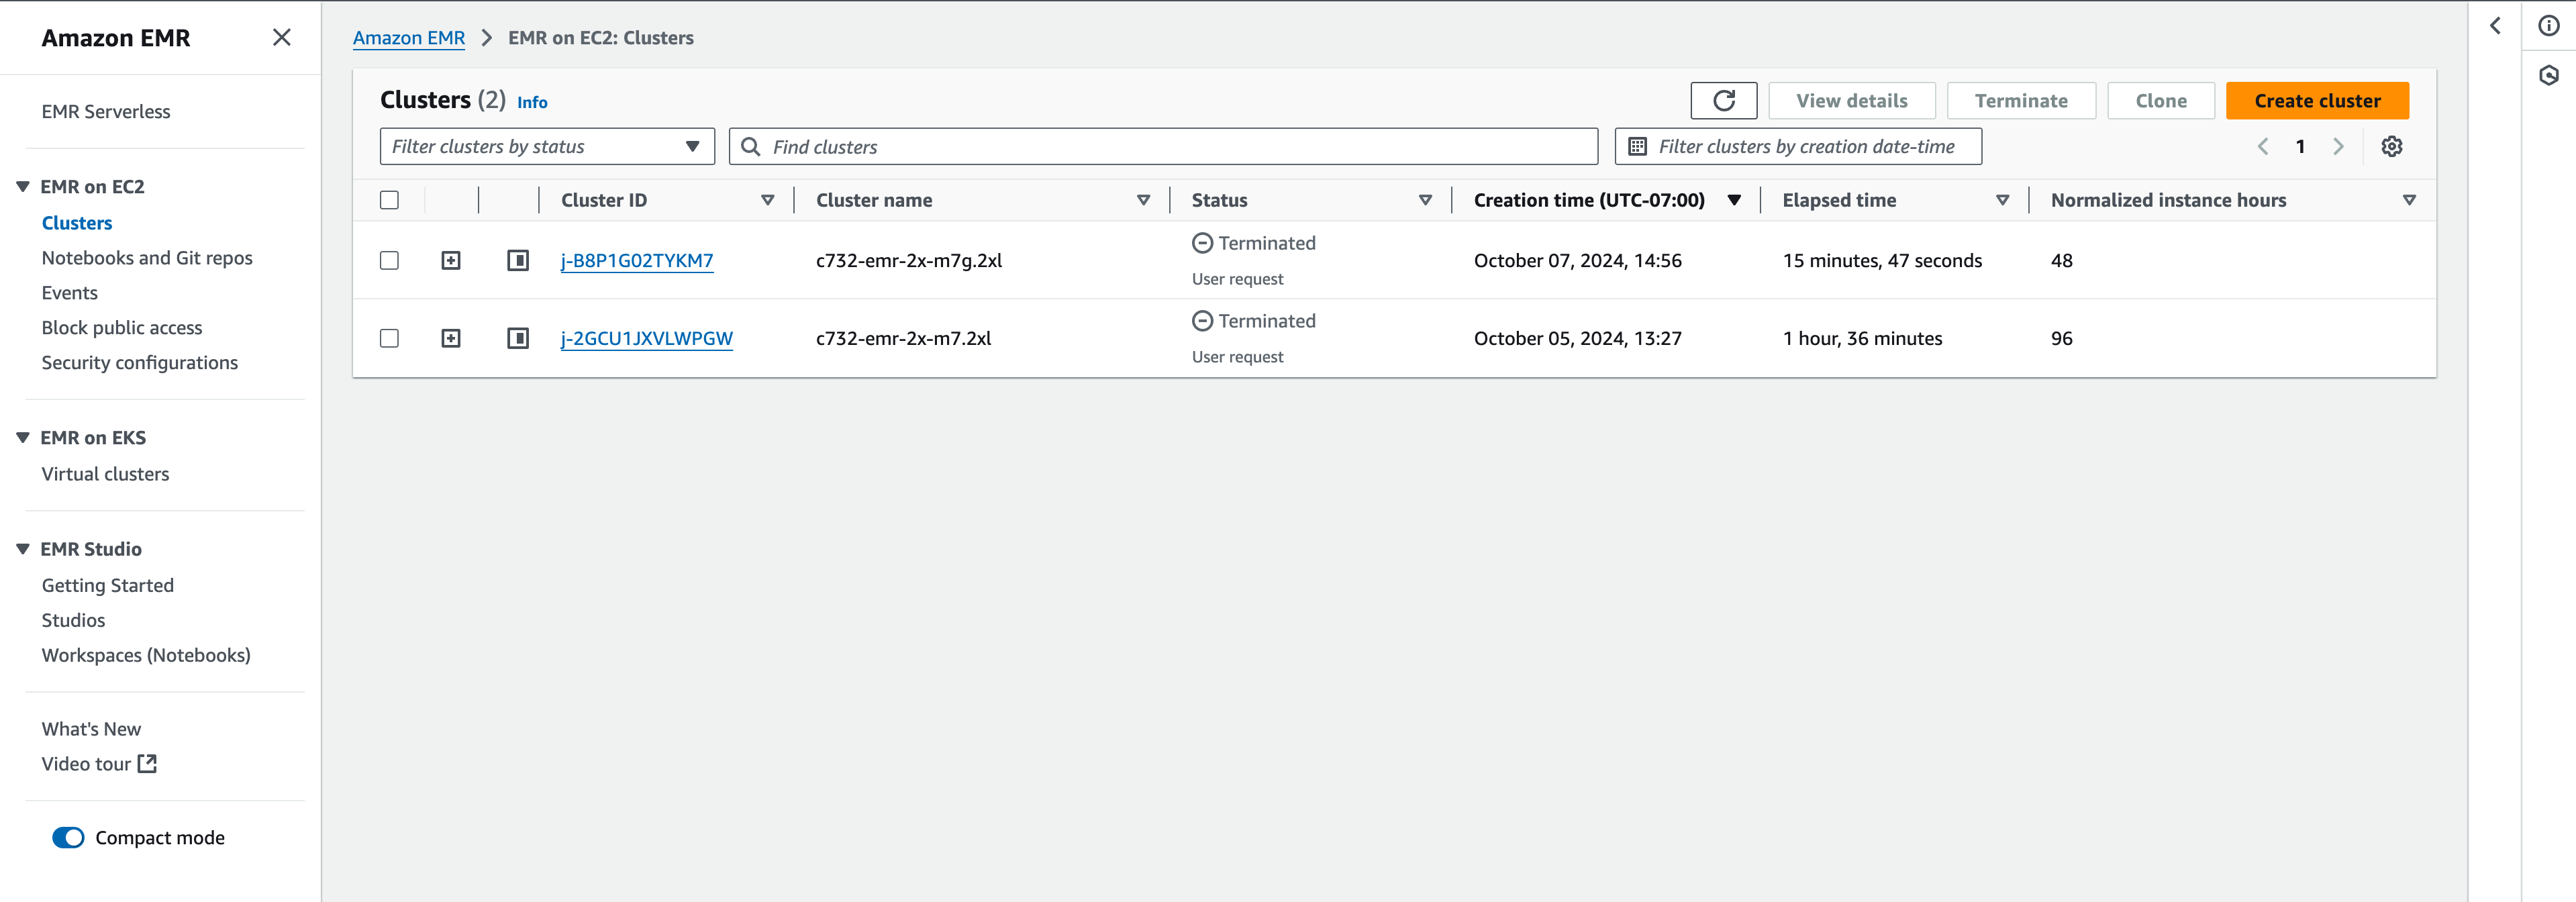 Amazon EMR
EMR Serverless
EMR on EC2
Clusters
Notebooks and Git repos
Events
Block public access
Security configurations
EMR on EKS
Virtual clusters
EMR Studio
Getting Started
Studios
Workspaces (Notebooks)
What's New
Video tour
Compact mode
Amazon EMR > EMR on EC2: Clusters
Clusters (2) Info
View details Terminate Clone Create cluster
Filter clusters by status Find clusters Filter clusters by creation date-time 1
Cluster ID Cluster name Status Creation time (UTC-07:00) Elapsed time Normalized instance hours
j-B8P1G02TYKM7 c732-emr-2x-m7g.2xl Terminated October 07, 2024, 14:56 15 minutes, 47 seconds 48
User request
j-2GCU1JXVLWPGW c732-emr-2x-m7.2xl Terminated October 05, 2024, 13:27 1 hour, 36 minutes 96
User request